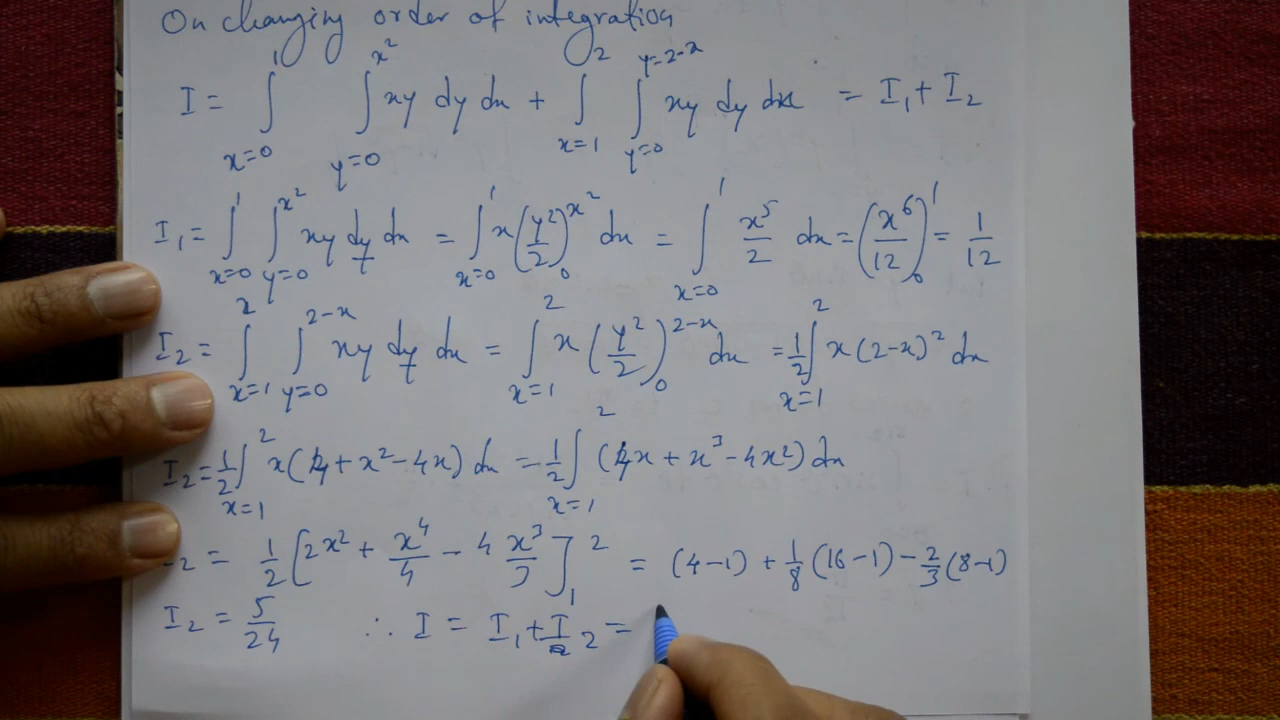 On changing order of integration
I = ∫_{x=0}^{1} ∫_{y=0}^{x²} xy dy dx + ∫_{x=1}^{2} ∫_{y=0}^{y=2-x} xy dy dx = I₁ + I₂
I₁ = ∫_{x=0}^{1} ∫_{y=0}^{x²} xy dy dx = ∫_{x=0}^{1} x (y²/2)_{0}^{x²} dx = ∫_{x=0}^{1} x⁵/2 dx = (x⁶/12)_{0}^{1} = 1/12
I₂ = ∫_{x=1}^{2} ∫_{y=0}^{2-x} xy dy dx = ∫_{x=1}^{2} x (y²/2)_{0}^{2-x} dx = 1/2 ∫_{x=1}^{2} x(2-x)² dx
I₂ = 1/2 ∫_{x=1}^{2} x(4 + x² - 4x) dx = 1/2 ∫_{x=1}^{2} (4x + x³ - 4x²) dx
₂ = 1/2 [2x² + x⁴/4 - 4 x³/3]_{1}^{2} = (4-1) + 1/8 (16-1) - 2/3 (8-1)
I₂ = 5/24 ∴ I = I₁ + I₂ =